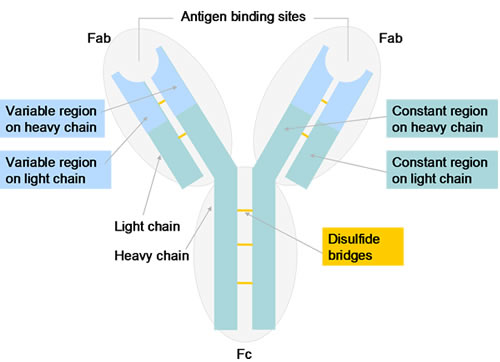 Antigen binding sites
Fab
Fab
Variable region
on heavy chain
Constant region
on heavy chain
Variable region
on light chain
Constant region
on light chain
Light chain
Heavy chain
Disulfide
bridges
Fc